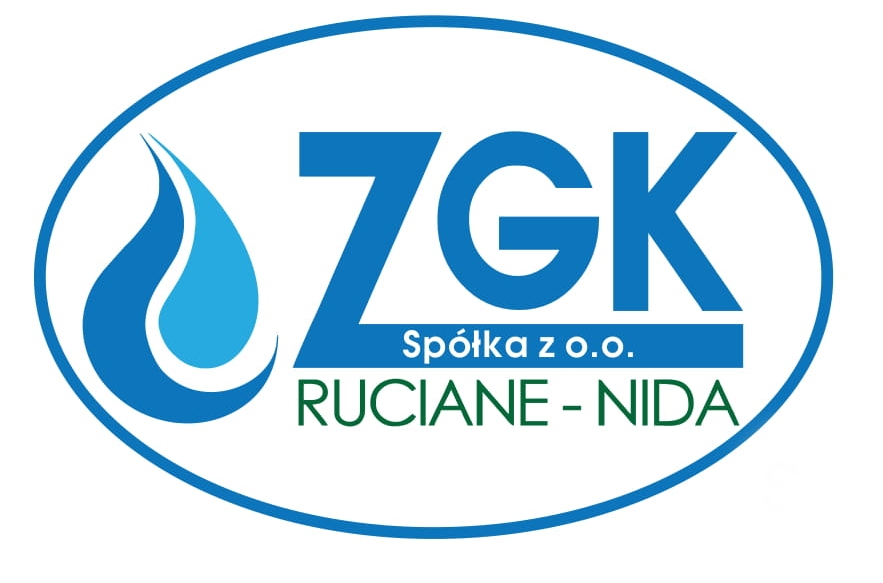 ZGK
Spółka z o.o.
RUCIANE - NIDA